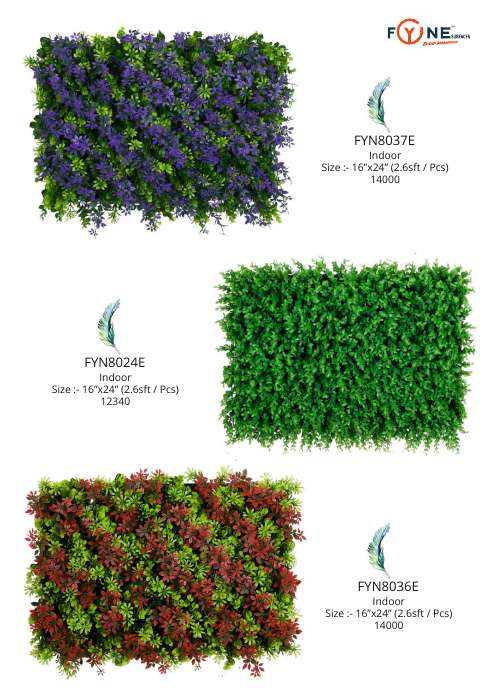 FYNE
SURFACES
FYN8037E
Indoor
Size :- 16”x24” (2.6sft / Pcs)
14000
FYN8024E
Indoor
Size :- 16”x24” (2.6sft / Pcs)
12340
FYN8036E
Indoor
Size :- 16”x24” (2.6sft / Pcs)
14000